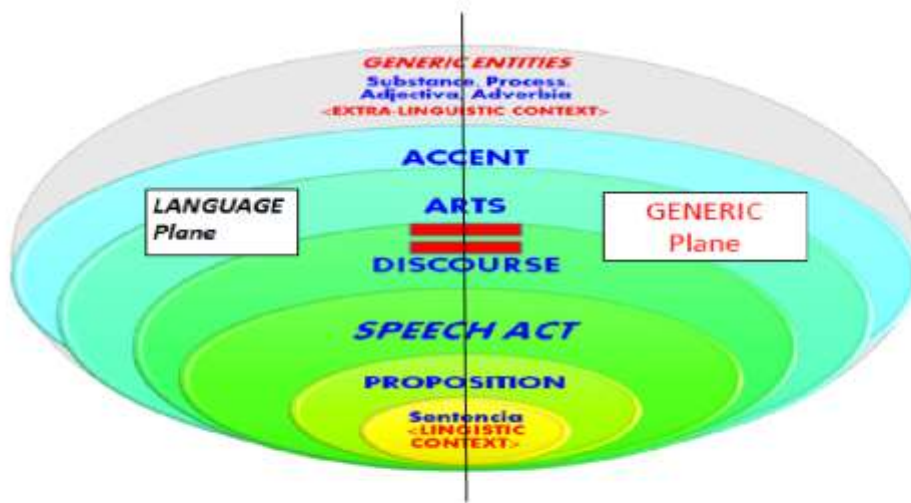 GENERIC ENTITIES
Substance, Process,
Adjectiva, Adverbia
<EXTRA-LINGUISTIC CONTEXT>
ACCENT
LANGUAGE
Plane
ARTS
GENERIC
Plane
DISCOURSE
SPEECH ACT
PROPOSITION
Sentencia
<LINGISTIC
CONTEXT>